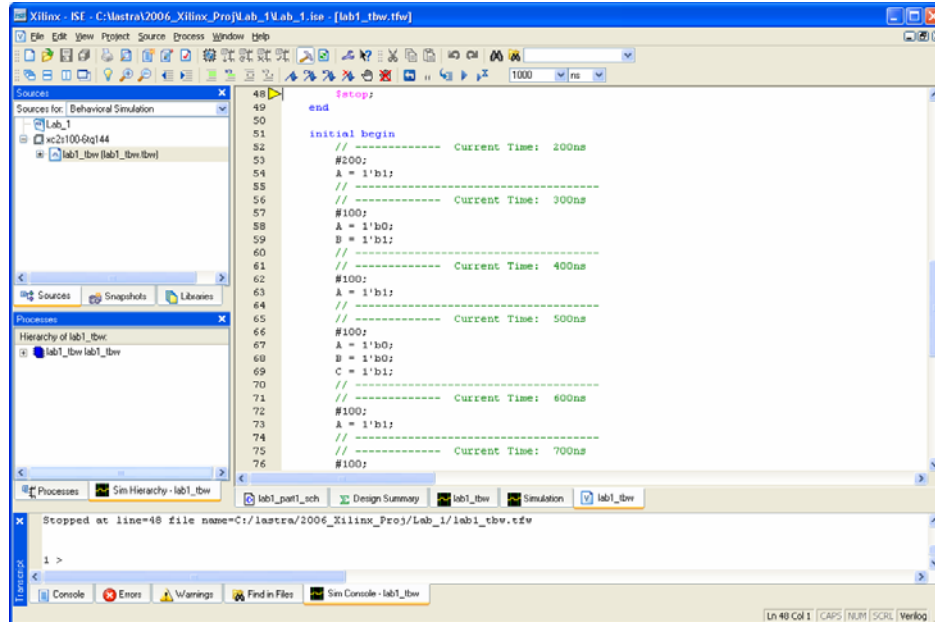 Xilinx - ISE - C:\lastra\2006_Xilinx_Proj\Lab_1\Lab_1.ise - [lab1_tbw.tfw]
File Edit View Project Source Process Window Help
1000 ns
Sources
Sources for: Behavioral Simulation
Lab_1
xc2s100-6tq144
lab1_tbw (lab1_tbw.tbw)
Sources Snapshots Libraries
Processes
Hierarchy of lab1_tbw:
lab1_tbw lab1_tbw
Processes Sim Hierarchy - lab1_tbw
48 $stop;
49 end
50
51 initial begin
52 // ------------- Current Time: 200ns
53 #200;
54 A = 1'b1;
55 // -------------------------------------
56 // ------------- Current Time: 300ns
57 #100;
58 A = 1'b0;
59 B = 1'b1;
60 // -------------------------------------
61 // ------------- Current Time: 400ns
62 #100;
63 A = 1'b1;
64 // -------------------------------------
65 // ------------- Current Time: 500ns
66 #100;
67 A = 1'b0;
68 B = 1'b0;
69 C = 1'b1;
70 // -------------------------------------
71 // ------------- Current Time: 600ns
72 #100;
73 A = 1'b1;
74 // -------------------------------------
75 // ------------- Current Time: 700ns
76 #100;
lab1_part1_sch Design Summary lab1_tbw Simulation lab1_tbw
Stopped at line=48 file name=C:/lastra/2006_Xilinx_Proj/Lab_1/lab1_tbw.tfw
1 >
Transcript
Console Errors Warnings Find in Files Sim Console - lab1_tbw
Ln 48 Col 1 CAPS NUM SCRL Verilog